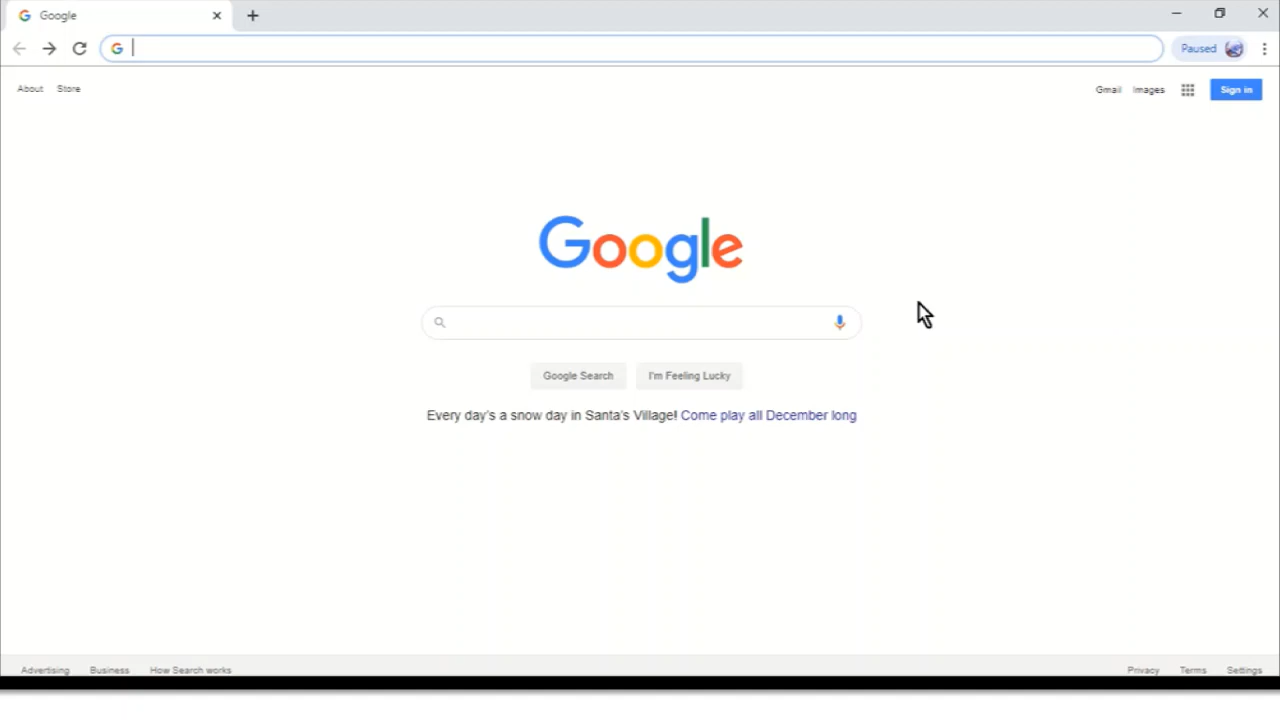 Google
Paused
About Store
Gmail Images Sign in
Google
Google Search I'm Feeling Lucky
Every day's a snow day in Santa's Village! Come play all December long
Advertising Business How Search works Privacy Terms Settings